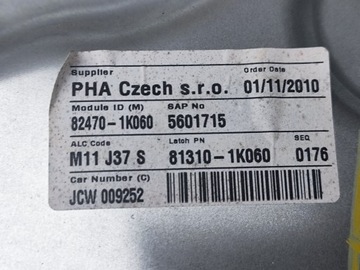 Supplier Order Date
PHA Czech s.r.o. 01/11/2010
Module ID (M) SAP No
82470-1K060 5601715
ALC Code Latch PN SEQ
M11 J37 S 81310-1K060 0176
Car Number (C)
JCW 009252